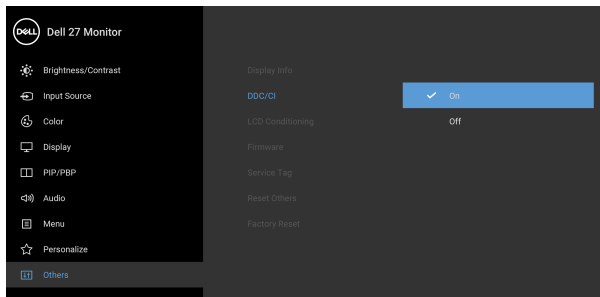 DELL Dell 27 Monitor
Brightness/Contrast
Input Source
Color
Display
PIP/PBP
Audio
Menu
Personalize
Others
Display Info
DDC/CI
LCD Conditioning
Firmware
Service Tag
Reset Others
Factory Reset
On
Off